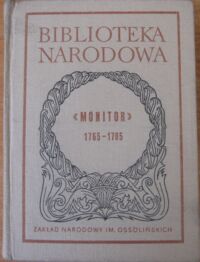 BIBLIOTEKA
NARODOWA
«MONITOR»
1765–1785
ZAKŁAD NARODOWY IM. OSSOLIŃSKICH